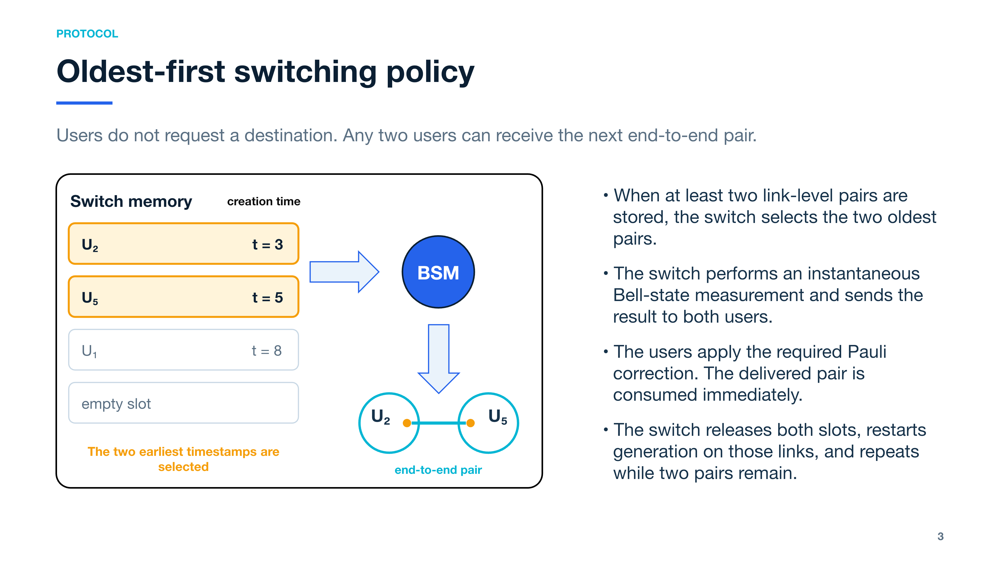 PROTOCOL
Oldest-first switching policy
Users do not request a destination. Any two users can receive the next end-to-end pair.
Switch memory creation time
U₂ t = 3
U₅ t = 5
U₁ t = 8
empty slot
The two earliest timestamps are
selected
BSM
U₂ U₅
end-to-end pair
• When at least two link-level pairs are
stored, the switch selects the two oldest
pairs.
• The switch performs an instantaneous
Bell-state measurement and sends the
result to both users.
• The users apply the required Pauli
correction. The delivered pair is
consumed immediately.
• The switch releases both slots, restarts
generation on those links, and repeats
while two pairs remain.
3